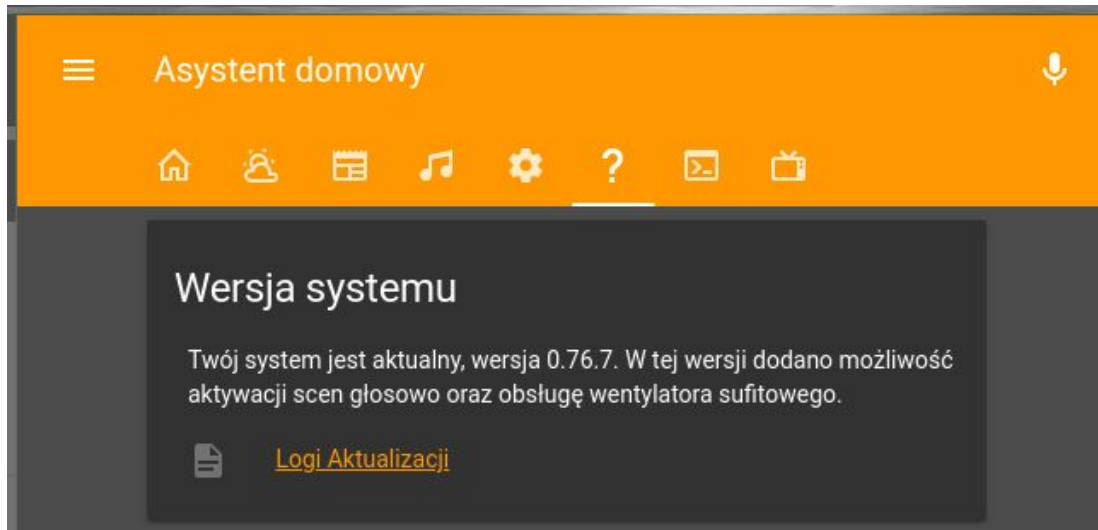 Asystent domowy
Wersja systemu
Twój system jest aktualny, wersja 0.76.7. W tej wersji dodano możliwość
aktywacji scen głosowo oraz obsługę wentylatora sufitowego.
Logi Aktualizacji